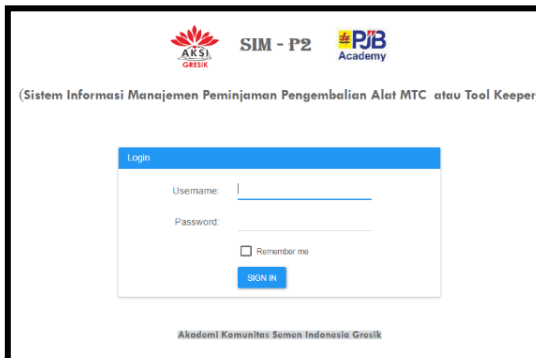 AKSI
GRESIK
SIM - P2
PJB
Academy
(Sistem Informasi Manajemen Peminjaman Pengembalian Alat MTC atau Tool Keeper
Login
Username:
Password:
Remember me
SIGN IN
Akademi Komunitas Semen Indonesia Gresik